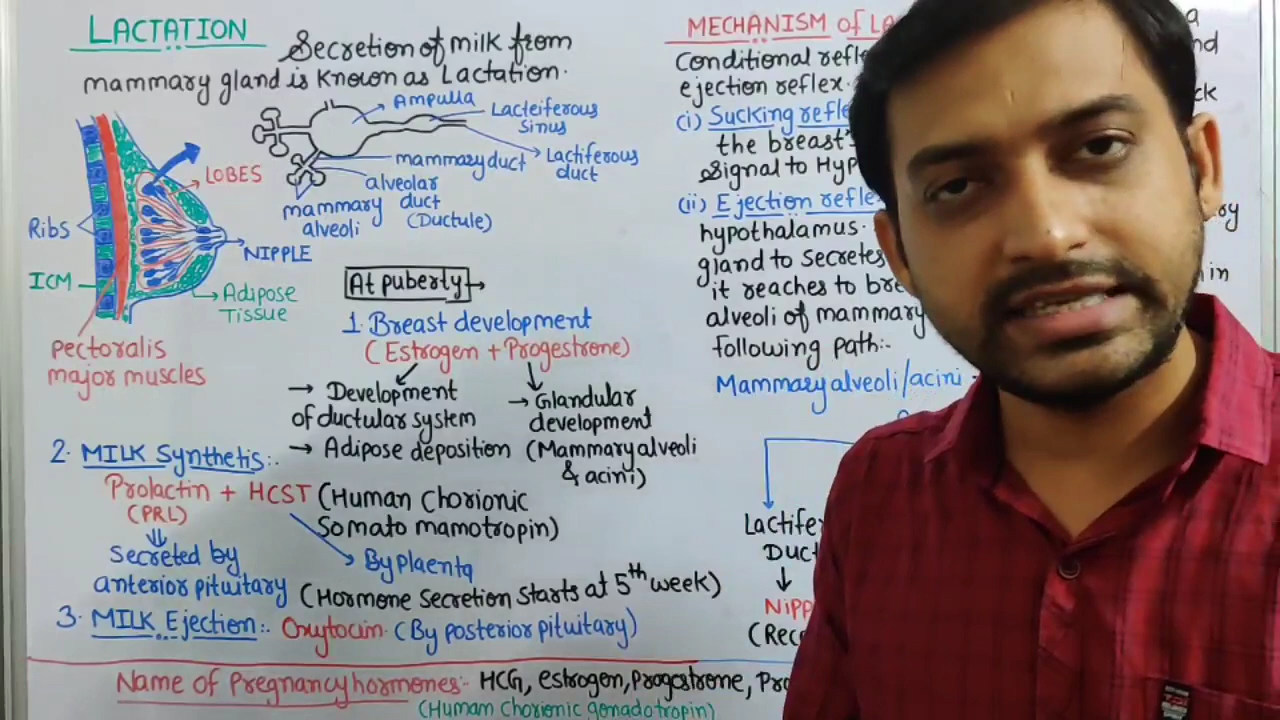 LACTATION
Secretion of milk from
mammary gland is known as Lactation.
Ampulla
Lacteiferous
Sinus
mammary duct
Lactiferous
duct
alveolar
duct
(Ductule)
mammary
alveoli
LOBES
Ribs
NIPPLE
ICM
Adipose
Tissue
pectoralis
major muscles
At puberty
1. Breast development
(Estrogen + Progestrone)
→ Development
of ductular system
→ Adipose deposition
→ Glandular
development
(Mammary alveoli
& acini)
2. MILK Synthetis:-
Prolactin + HCST (Human Chorionic
(PRL)
Somato mamotropin)
Secreted by
anterior pituitary
By plaenta
(Hormone Secretion Starts at 5th week)
3. MILK Ejection:- Oxytocin (By posterior pituitary)
Name of Pregnancy hormones:- HCG, estrogen, Progestrone,
(Humam Chorionic gonadotropin)
MECHANISM of
Conditional
ejection reflex.
(i) Sucking
the breast
Signal to
(ii) Ejection
hypothalamus.
gland to secretes
it reaches to
in
alveoli of mammary
following path:-
Mammary alveoli/acini
Duct